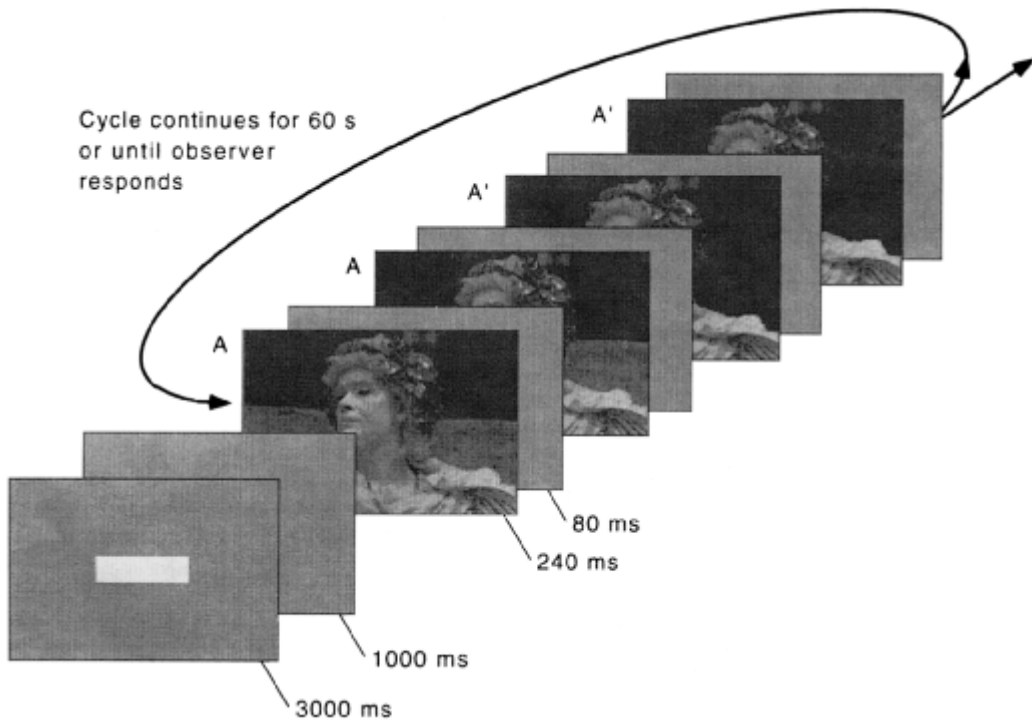 Cycle continues for 60 s
or until observer
responds
A'
A'
A
A
80 ms
240 ms
1000 ms
3000 ms